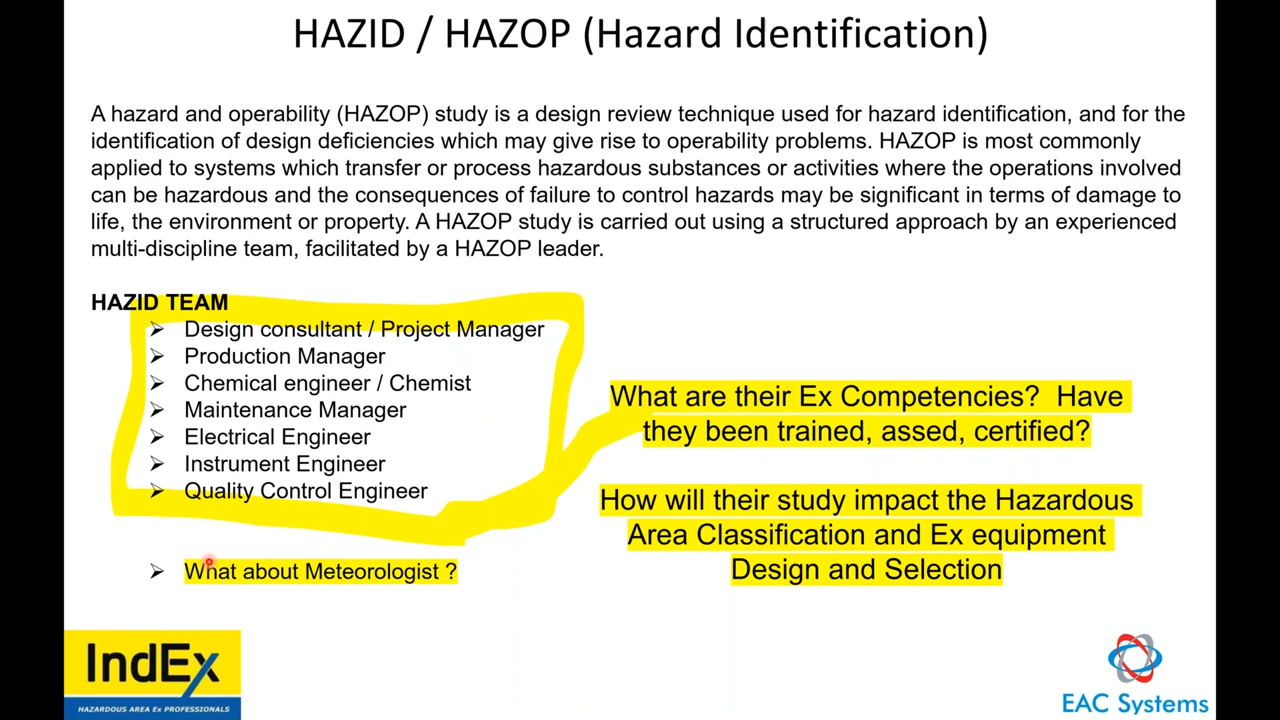 HAZID / HAZOP (Hazard Identification)
A hazard and operability (HAZOP) study is a design review technique used for hazard identification, and for the
identification of design deficiencies which may give rise to operability problems. HAZOP is most commonly
applied to systems which transfer or process hazardous substances or activities where the operations involved
can be hazardous and the consequences of failure to control hazards may be significant in terms of damage to
life, the environment or property. A HAZOP study is carried out using a structured approach by an experienced
multi-discipline team, facilitated by a HAZOP leader.
HAZID TEAM
Design consultant / Project Manager
Production Manager
Chemical engineer / Chemist
Maintenance Manager
Electrical Engineer
Instrument Engineer
Quality Control Engineer
What about Meteorologist ?
What are their Ex Competencies? Have
they been trained, assed, certified?
How will their study impact the Hazardous
Area Classification and Ex equipment
Design and Selection
IndEx
HAZARDOUS AREA Ex PROFESSIONALS
EAC Systems